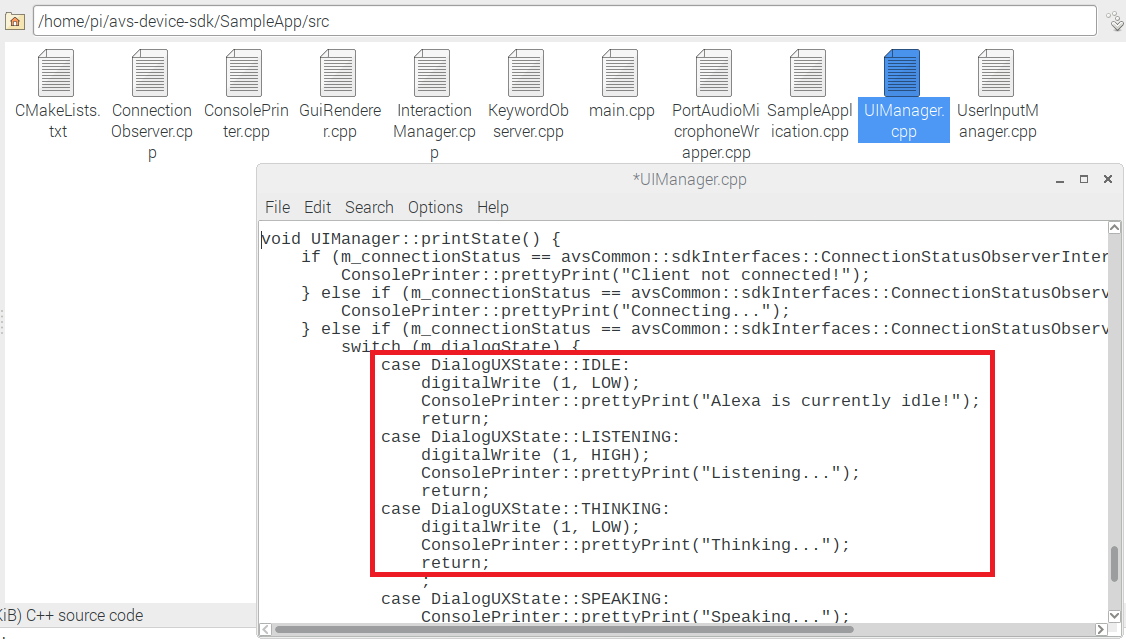 /home/pi/avs-device-sdk/SampleApp/src
CMakeLists.txt
ConnectionObserver.cpp
ConsolePrinter.cpp
GuiRenderer.cpp
InteractionManager.cpp
KeywordObserver.cpp
main.cpp
PortAudioMicrophoneWrapper.cpp
SampleApplication.cpp
UIManager.cpp
UserInputManager.cpp
*UIManager.cpp
File Edit Search Options Help
void UIManager::printState() {
if (m_connectionStatus == avsCommon::sdkInterfaces::ConnectionStatusObserverInter
ConsolePrinter::prettyPrint("Client not connected!");
} else if (m_connectionStatus == avsCommon::sdkInterfaces::ConnectionStatusObserv
ConsolePrinter::prettyPrint("Connecting...");
} else if (m_connectionStatus == avsCommon::sdkInterfaces::ConnectionStatusObserv
switch (m_dialogState) {
case DialogUXState::IDLE:
digitalWrite (1, LOW);
ConsolePrinter::prettyPrint("Alexa is currently idle!");
return;
case DialogUXState::LISTENING:
digitalWrite (1, HIGH);
ConsolePrinter::prettyPrint("Listening...");
return;
case DialogUXState::THINKING:
digitalWrite (1, LOW);
ConsolePrinter::prettyPrint("Thinking...");
return;
;
case DialogUXState::SPEAKING:
ConsolePrinter::prettyPrint("Speaking...");
KiB) C++ source code